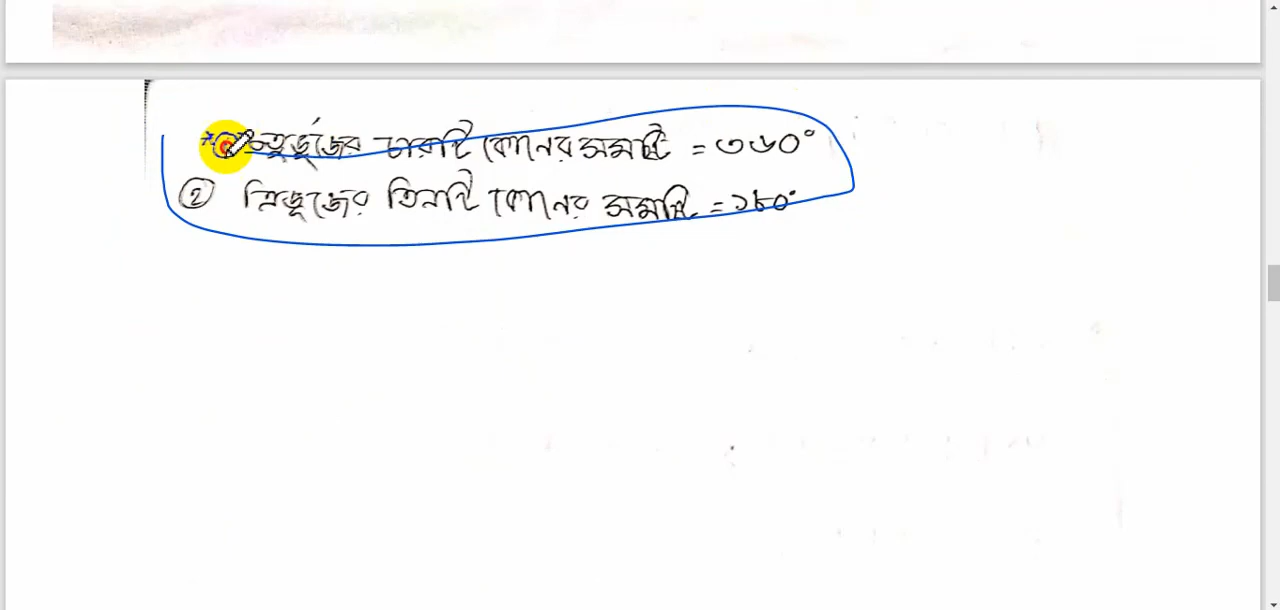 চতুর্ভূজের চারটি কোনের সমষ্টি = ৩৬০°
② ত্রিভূজের তিনটি কোনের সমষ্টি = ১৮০°